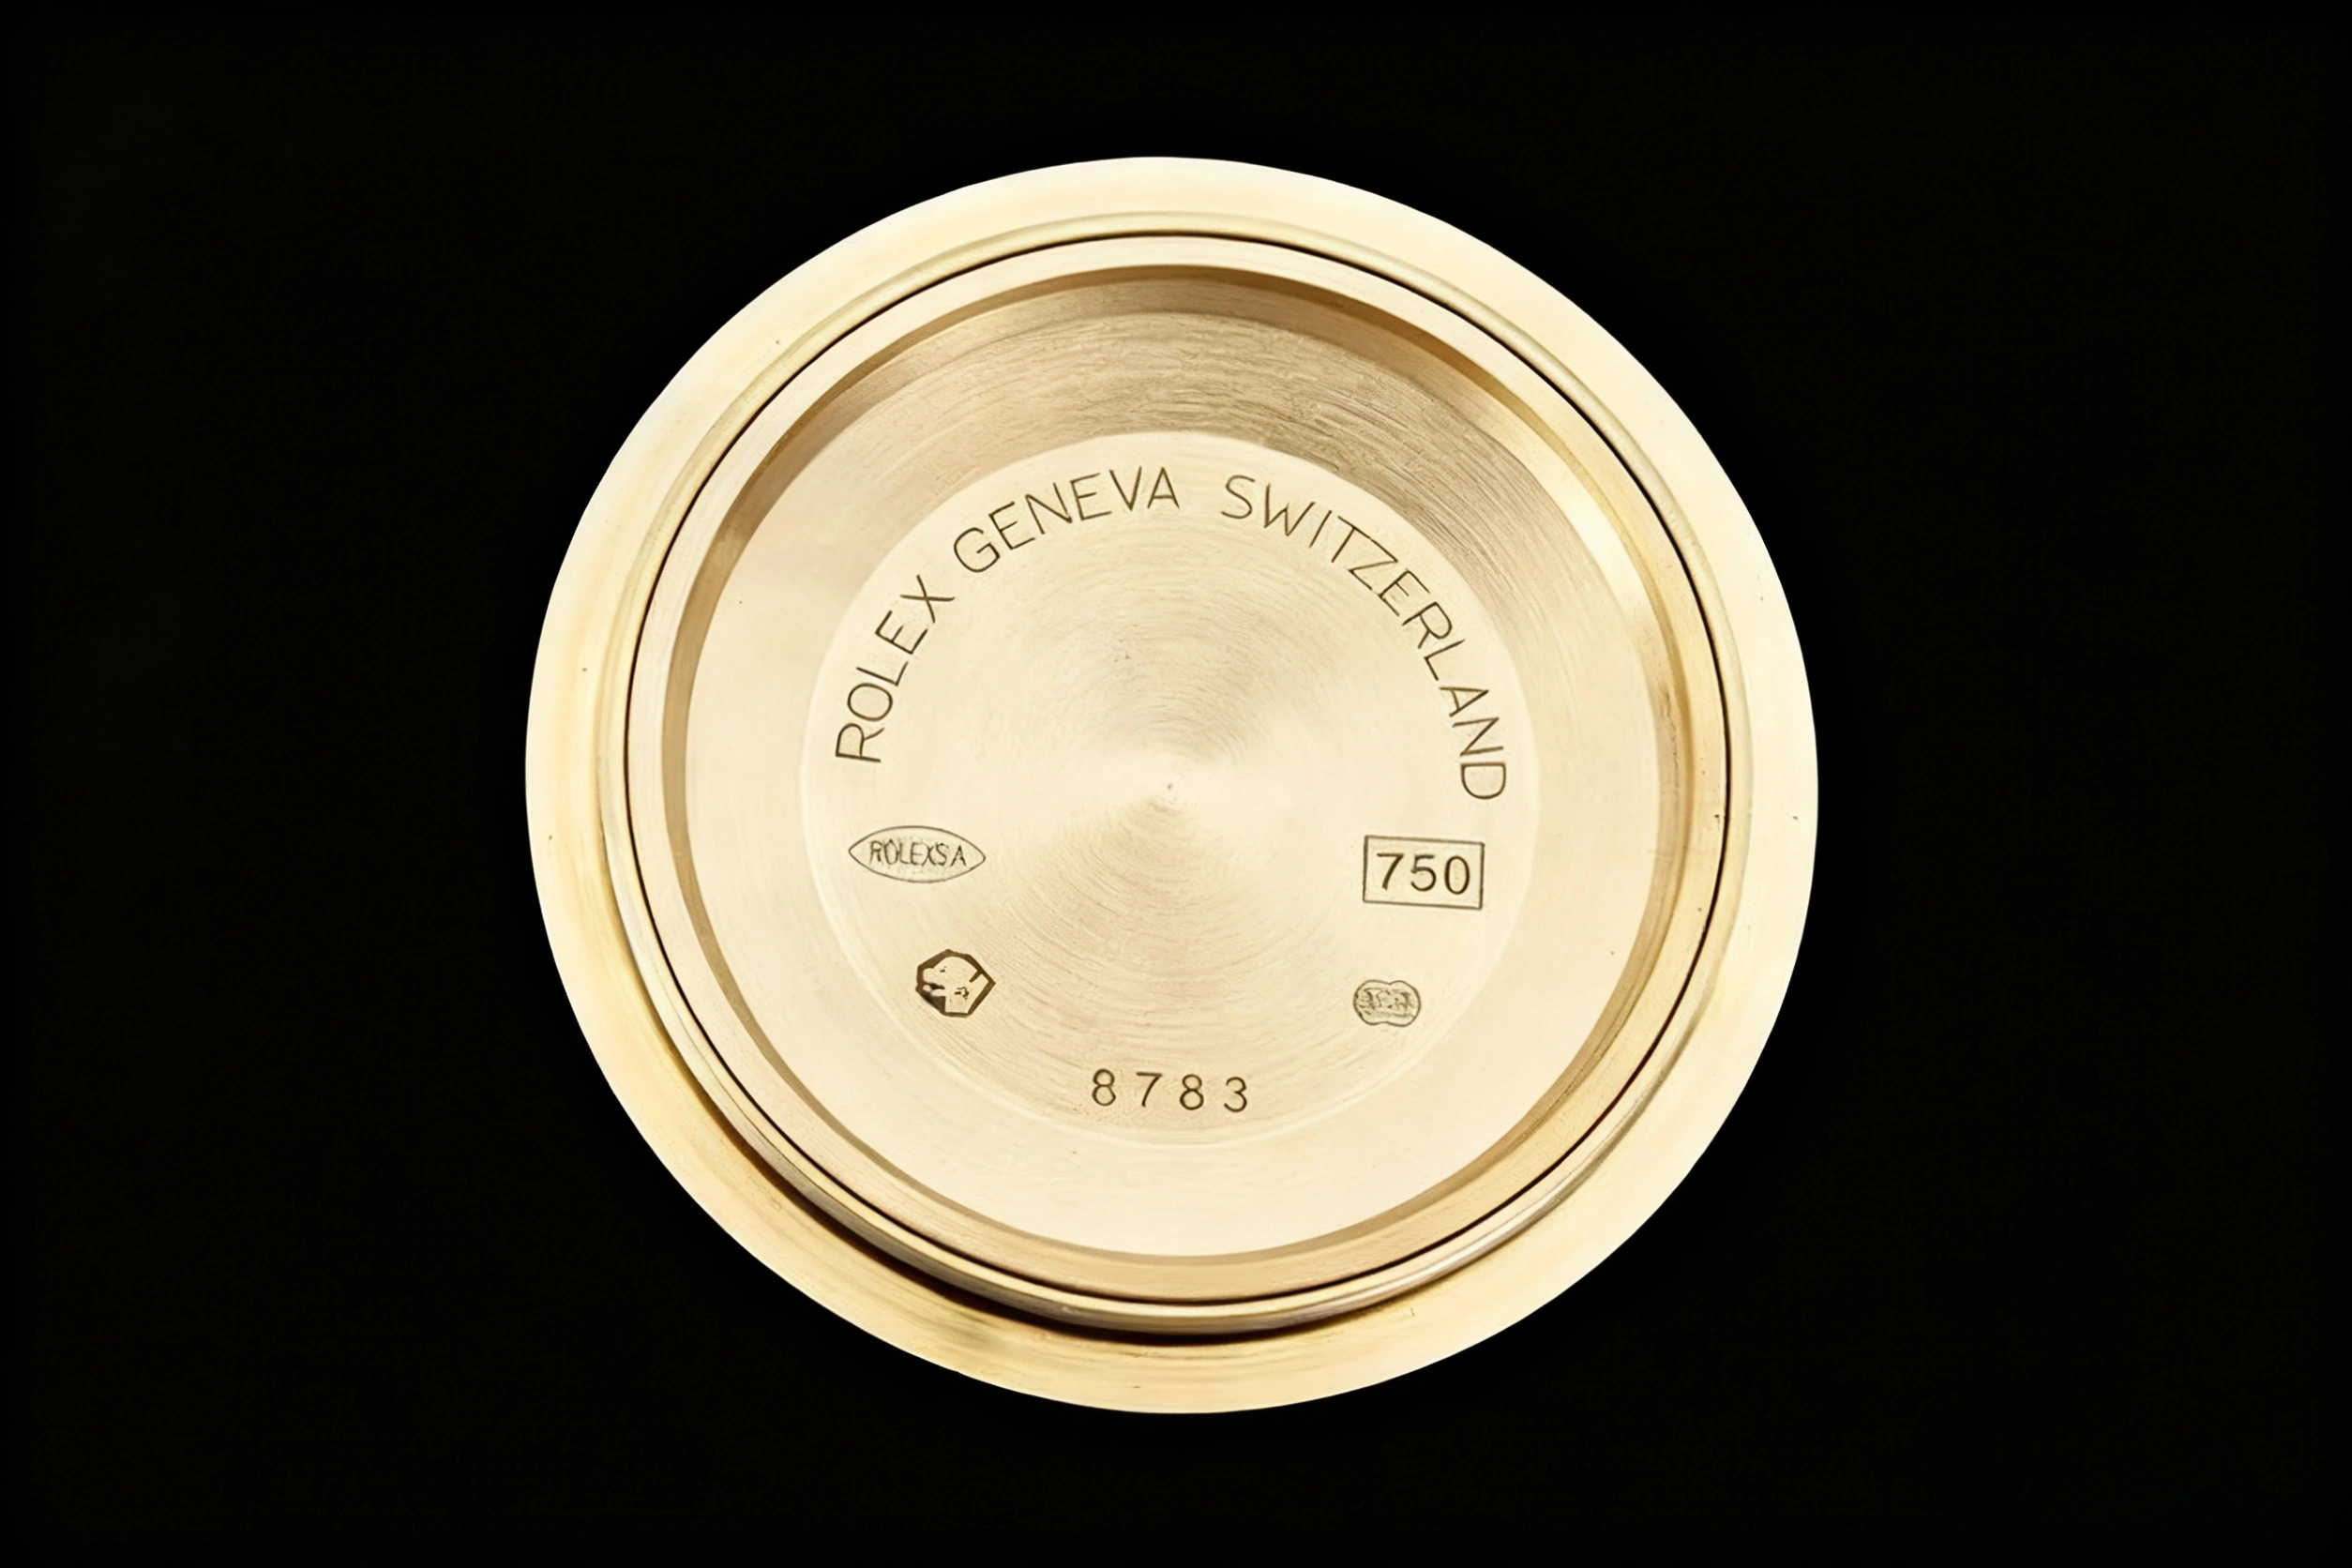 ROLEX GENEVA SWITZERLAND
ROLEXSA
750
8783